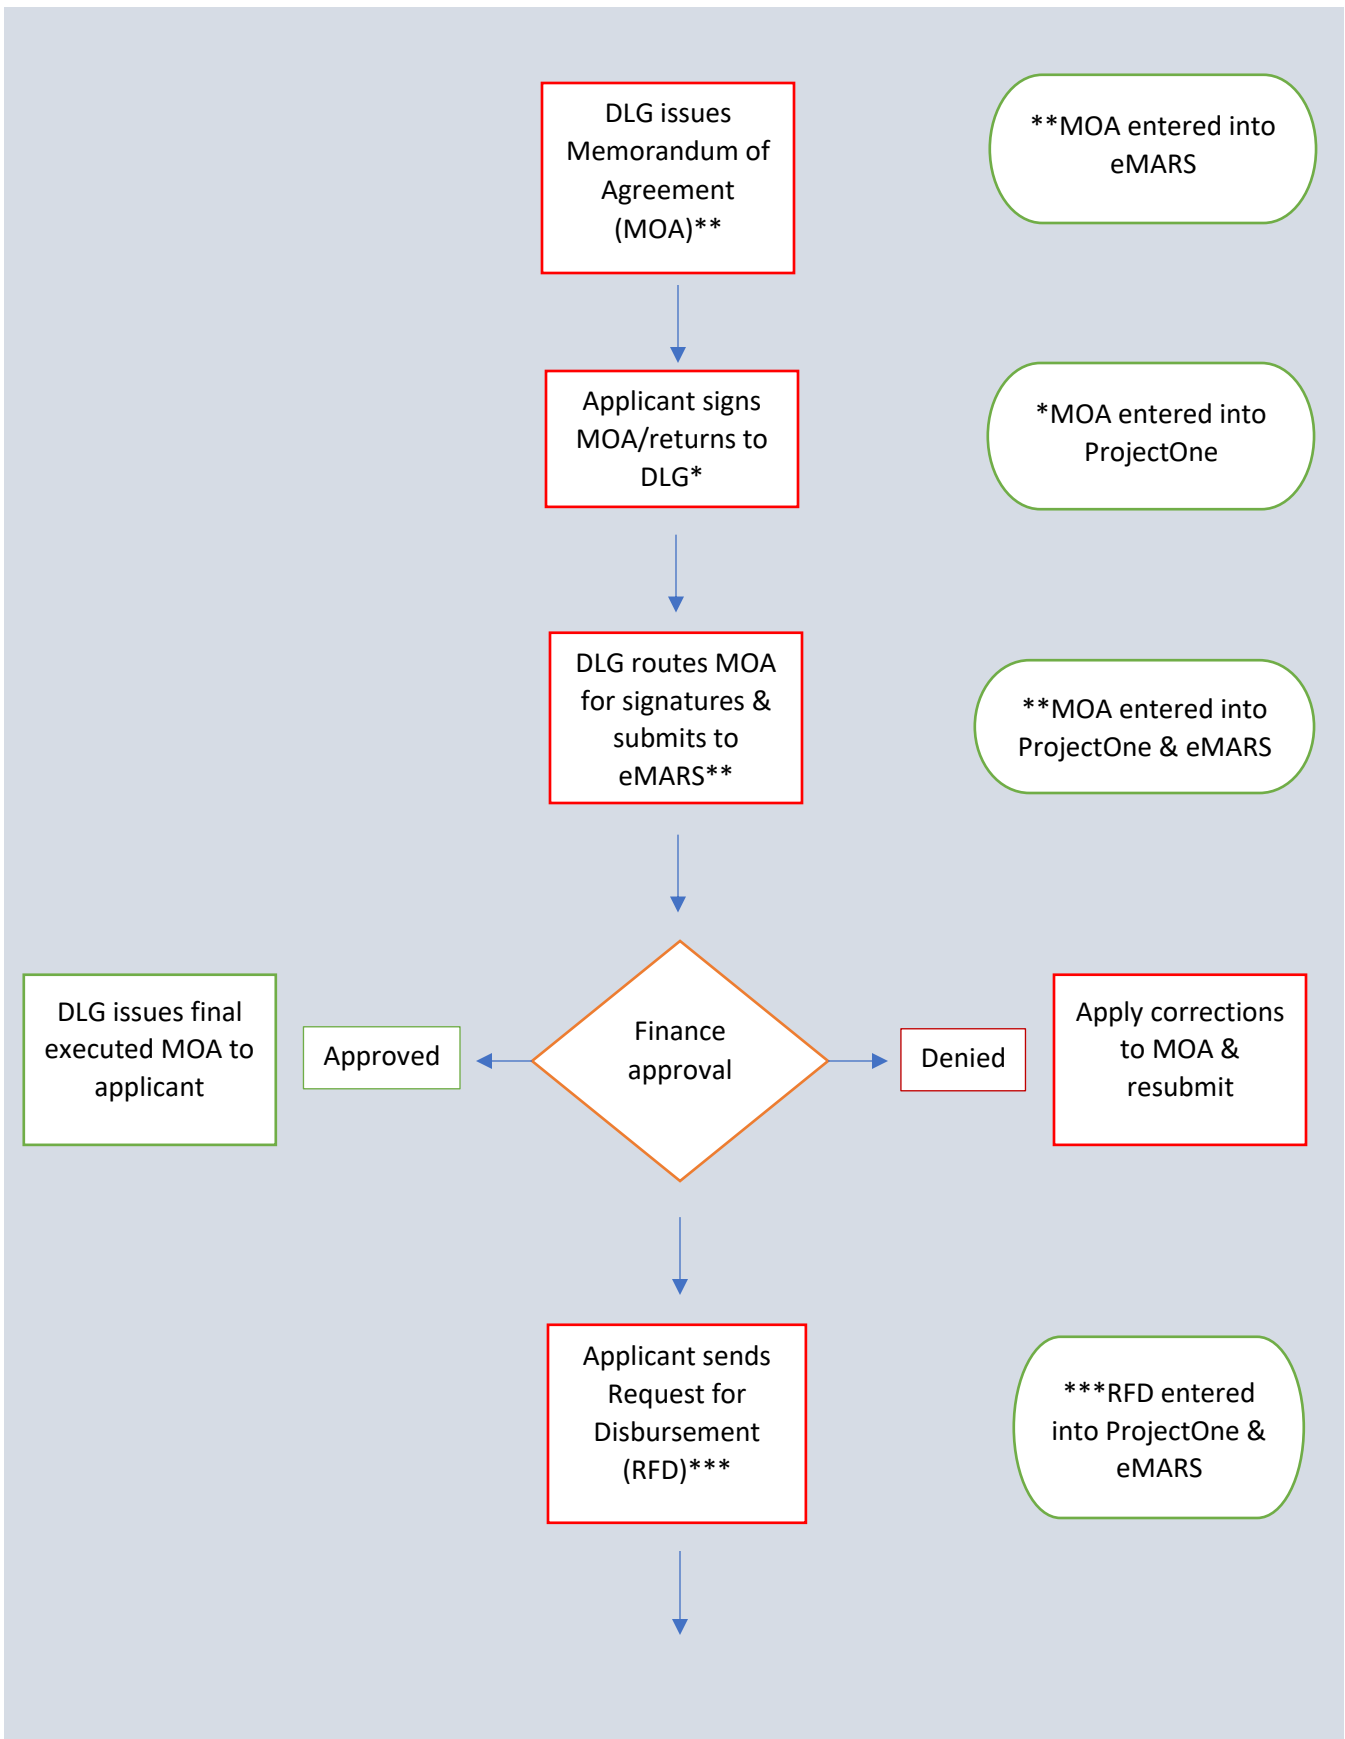 DLG issues
Memorandum of
Agreement
(MOA)**
**MOA entered into
eMARS
Applicant signs
MOA/returns to
DLG*
*MOA entered into
ProjectOne
DLG routes MOA
for signatures &
submits to
eMARS**
**MOA entered into
ProjectOne & eMARS
DLG issues final
executed MOA to
applicant
Approved
Finance
approval
Denied
Apply corrections
to MOA &
resubmit
Applicant sends
Request for
Disbursement
(RFD)***
***RFD entered
into ProjectOne &
eMARS